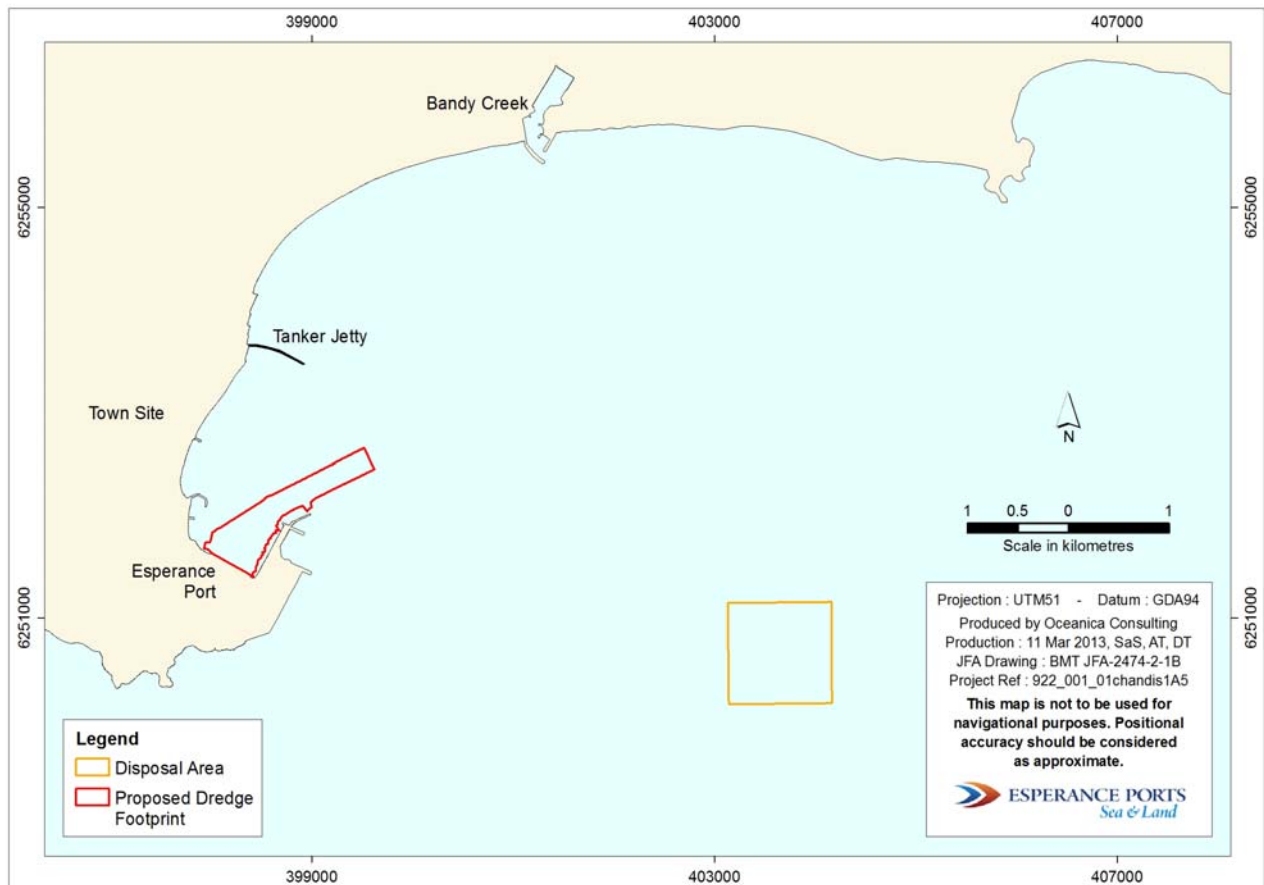 399000
403000
407000
Bandy Creek
6255000
6255000
Tanker Jetty
Town Site
N
1 0.5 0 1
Scale in kilometres
Esperance
Port
6251000
6251000
Projection : UTM51 - Datum : GDA94
Produced by Oceanica Consulting
Production : 11 Mar 2013, SaS, AT, DT
JFA Drawing : BMT JFA-2474-2-1B
Project Ref : 922_001_01chandis1A5
This map is not to be used for
navigational purposes. Positional
accuracy should be considered
as approximate.
ESPERANCE PORTS
Sea & Land
Legend
Disposal Area
Proposed Dredge
Footprint
399000
403000
407000